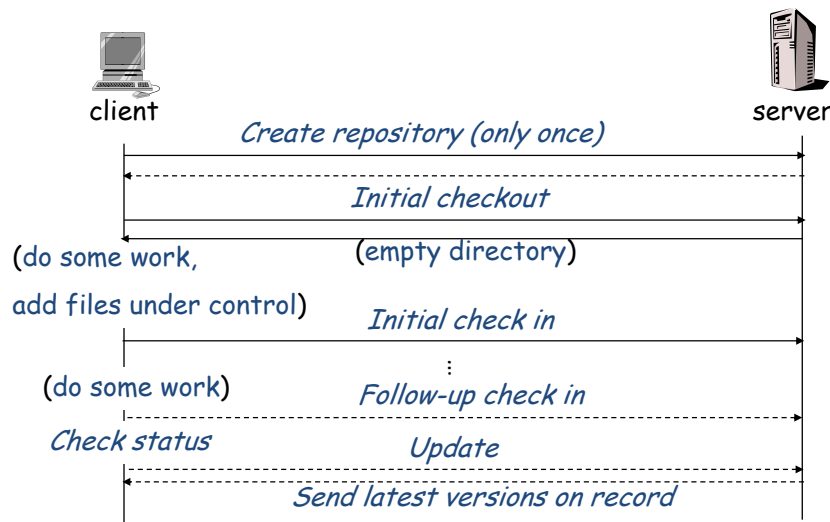 client
server
Create repository (only once)
Initial checkout
(empty directory)
(do some work,
add files under control)
Initial check in
...
(do some work)
Follow-up check in
Check status
Update
Send latest versions on record